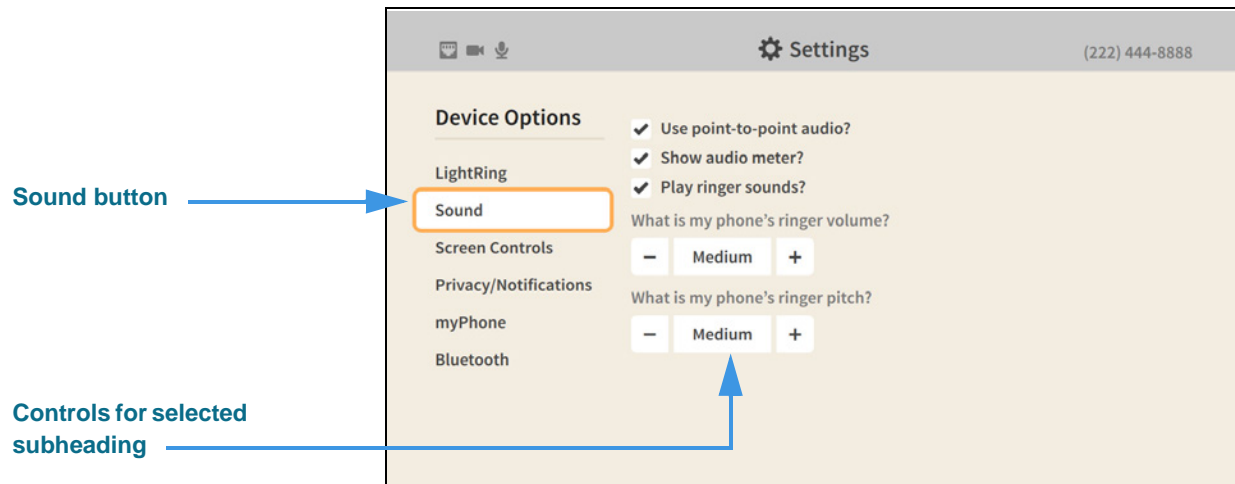 Settings
(222) 444-8888
Device Options
LightRing
Sound
Screen Controls
Privacy/Notifications
myPhone
Bluetooth
Use point-to-point audio?
Show audio meter?
Play ringer sounds?
What is my phone's ringer volume?
− Medium +
What is my phone's ringer pitch?
− Medium +
Sound button
Controls for selected
subheading